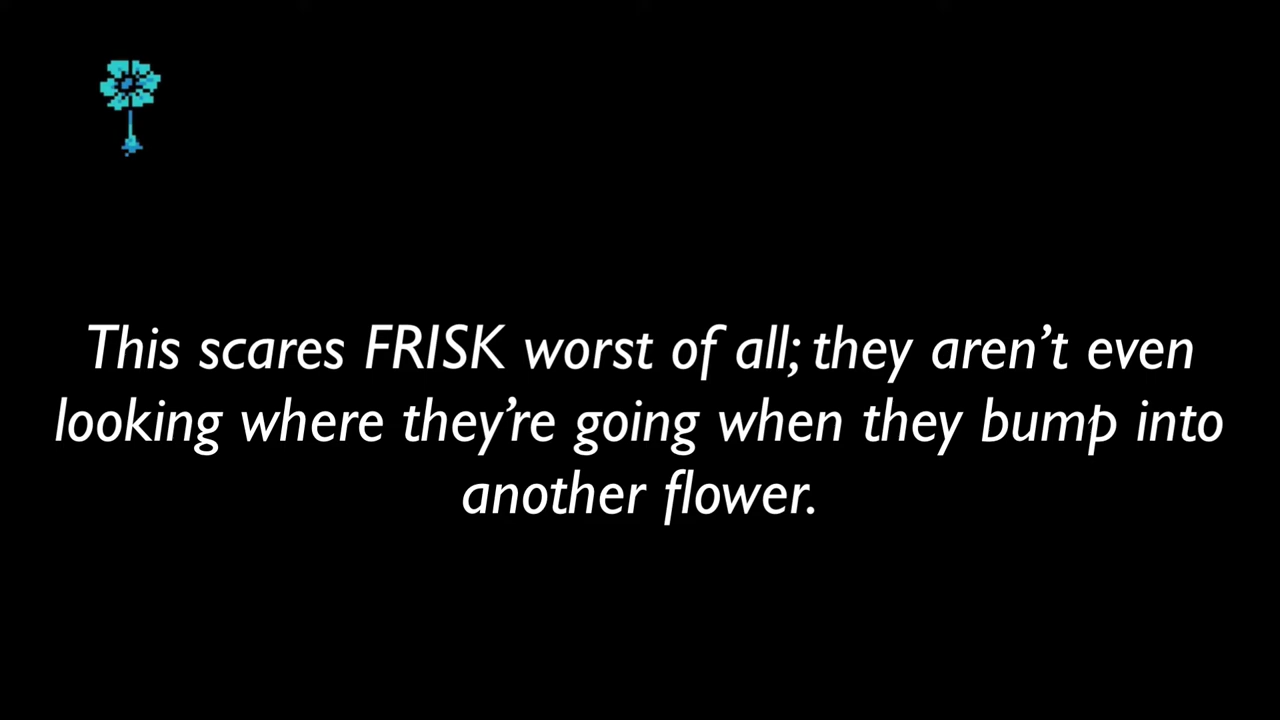 This scares FRISK worst of all; they aren’t even
looking where they’re going when they bump into
another flower.